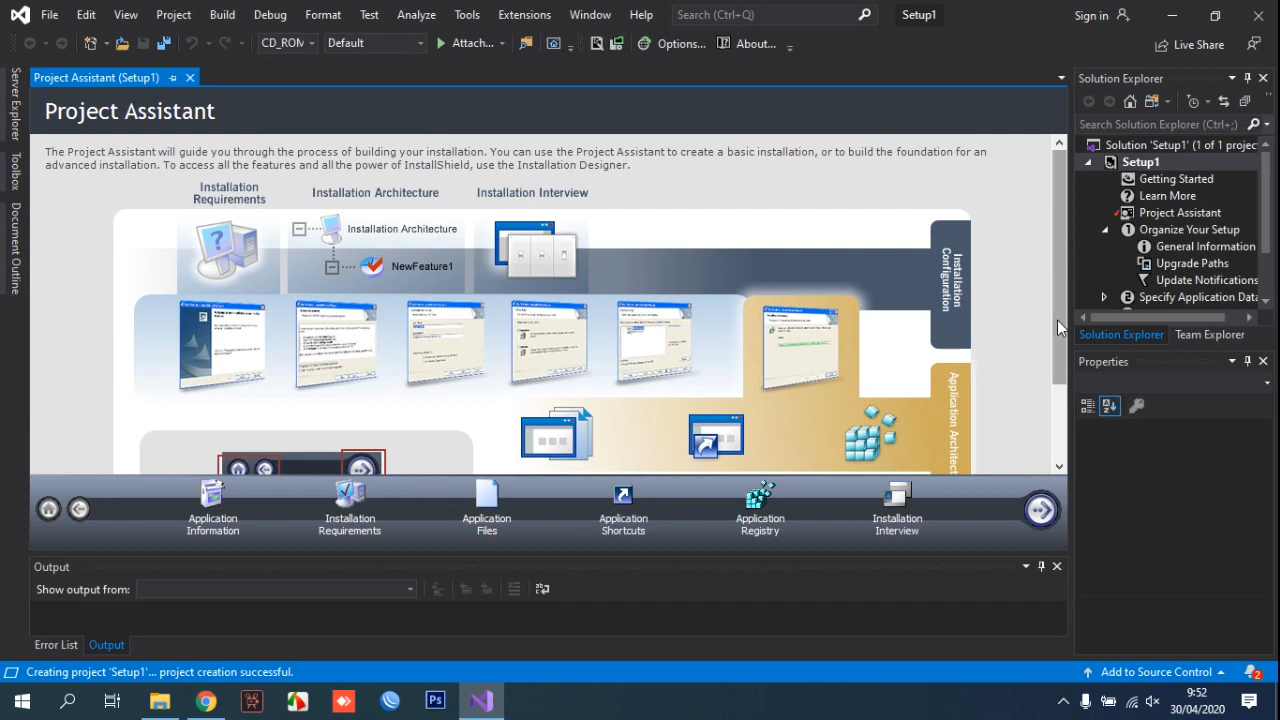 File Edit View Project Build Debug Format Test Analyze Tools Extensions Window Help Search (Ctrl+Q) Setup1 Sign in
CD_ROM Default Attach... Options... About... Live Share
Server Explorer
Toolbox
Document Outline
Project Assistant (Setup1)
Project Assistant
The Project Assistant will guide you through the process of building your installation. You can use the Project Assistant to create a basic installation, or to build the foundation for an
advanced installation. To access all the features and all the power of InstallShield, use the Installation Designer.
Installation
Requirements
Installation Architecture
Installation Interview
Installation Architecture
NewFeature1
Installation
Configuration
Application Architect
Application
Information
Installation
Requirements
Application
Files
Application
Shortcuts
Application
Registry
Installation
Interview
Output
Show output from:
Error List Output
Solution Explorer
Search Solution Explorer (Ctrl+;)
Solution 'Setup1' (1 of 1 projec
Setup1
Getting Started
Learn More
Project Assistant
Organize Your Setup
General Information
Upgrade Paths
Update Notifications
Specify Application Data
Solution Explorer Team Explorer
Properties
Creating project 'Setup1'... project creation successful.
Add to Source Control
2
Ps
9:52
30/04/2020